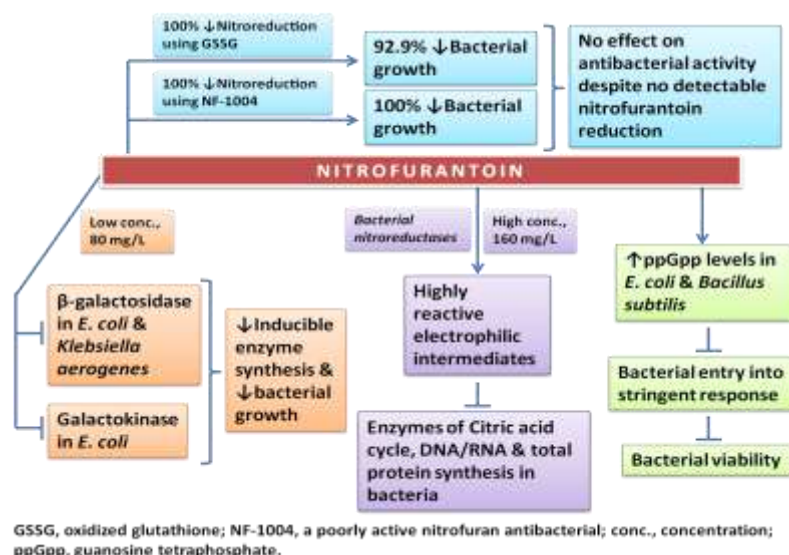 100% ↓Nitroreduction
using GSSG
92.9% ↓Bacterial
growth
100% ↓Nitroreduction
using NF-1004
100% ↓Bacterial
growth
No effect on
antibacterial activity
despite no detectable
nitrofurantoin
reduction
NITROFURANTOIN
Low conc.,
80 mg/L
Bacterial
nitroreductases
High conc.,
160 mg/L
β-galactosidase
in E. coli &
Klebsiella
aerogenes
Galactokinase
in E. coli
↓Inducible
enzyme
synthesis &
↓bacterial
growth
Highly
reactive
electrophilic
intermediates
Enzymes of Citric acid
cycle, DNA/RNA & total
protein synthesis in
bacteria
↑ppGpp levels in
E. coli & Bacillus
subtilis
Bacterial entry into
stringent response
Bacterial viability
GSSG, oxidized glutathione; NF-1004, a poorly active nitrofuran antibacterial; conc., concentration;
ppGpp, guanosine tetraphosphate.